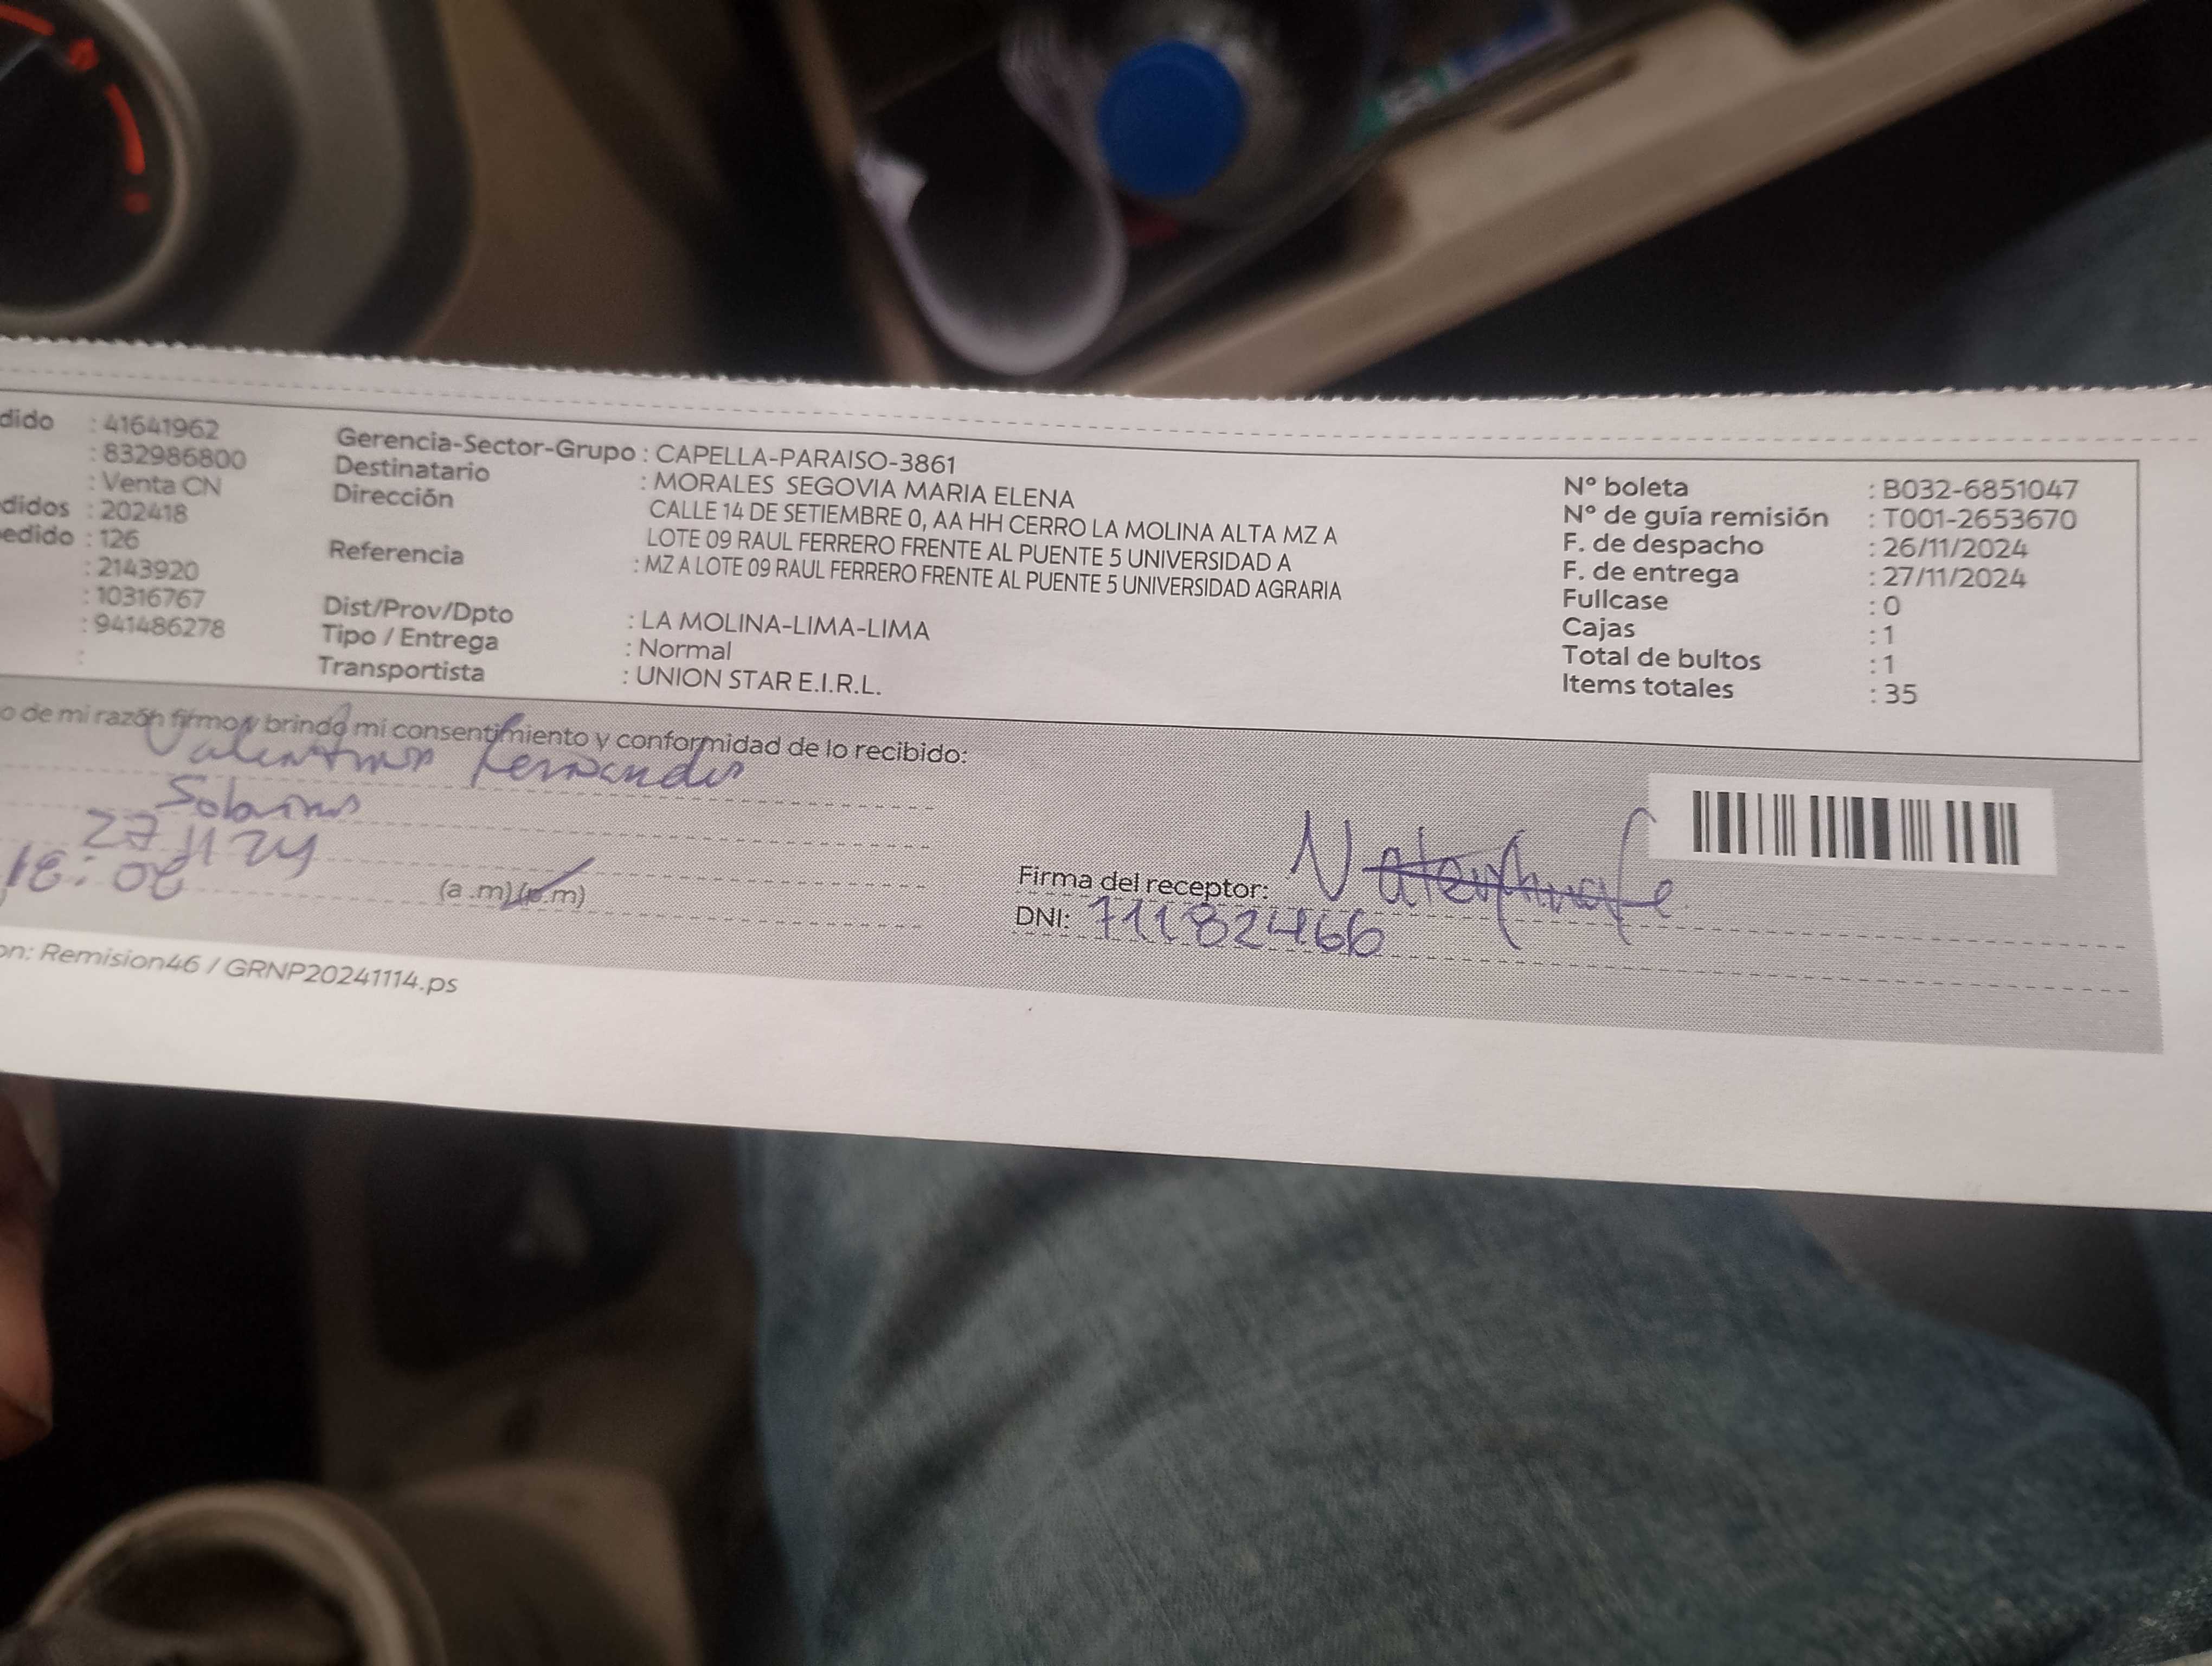 dido : 41641962
: 832986800
: Venta CN
didos : 202418
edido : 126
: 2143920
: 10316767
: 941486278
:
Gerencia-Sector-Grupo : CAPELLA-PARAISO-3861
Destinatario : MORALES SEGOVIA MARIA ELENA
Dirección CALLE 14 DE SETIEMBRE 0, AA HH CERRO LA MOLINA ALTA MZ A
LOTE 09 RAUL FERRERO FRENTE AL PUENTE 5 UNIVERSIDAD A
Referencia : MZ A LOTE 09 RAUL FERRERO FRENTE AL PUENTE 5 UNIVERSIDAD AGRARIA
Dist/Prov/Dpto : LA MOLINA-LIMA-LIMA
Tipo / Entrega : Normal
Transportista : UNION STAR E.I.R.L.
N° boleta : B032-6851047
N° de guía remisión : T001-2653670
F. de despacho : 26/11/2024
F. de entrega : 27/11/2024
Fullcase : 0
Cajas : 1
Total de bultos : 1
Items totales : 35
o de mi razón firmo y brindo mi consentimiento y conformidad de lo recibido:
Fernandes
27 11 24
18:08 (a.m) (p.m)
Firma del receptor:
DNI: 71182466
on: Remision46 / GRNP20241114.ps